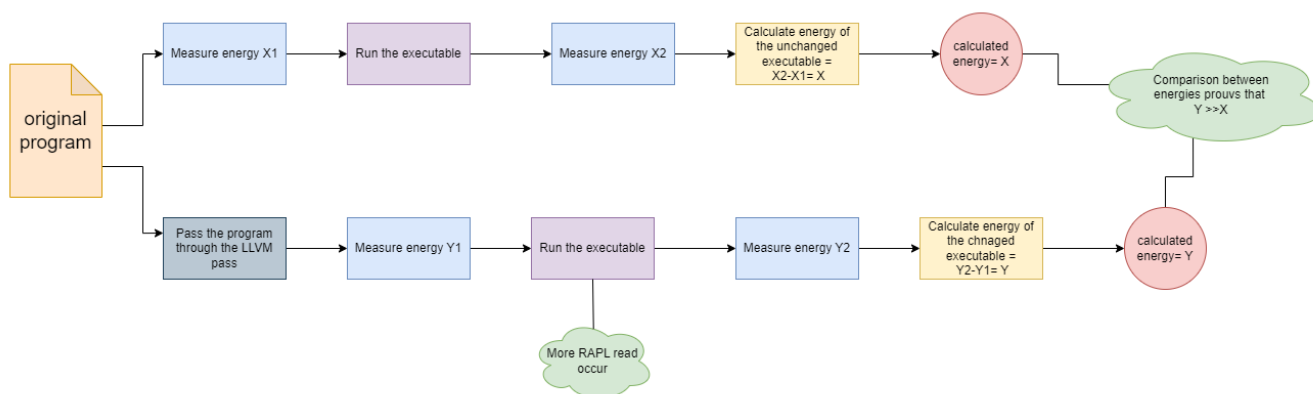 original
program
Measure energy X1
Run the executable
Measure energy X2
Calculate energy of
the unchanged
executable =
X2-X1= X
calculated
energy= X
Comparison between
energies prouvs that
Y >>X
Pass the program
through the LLVM
pass
Measure energy Y1
Run the executable
Measure energy Y2
Calculate energy of
the chnaged
executable =
Y2-Y1= Y
calculated
energy= Y
More RAPL read
occur